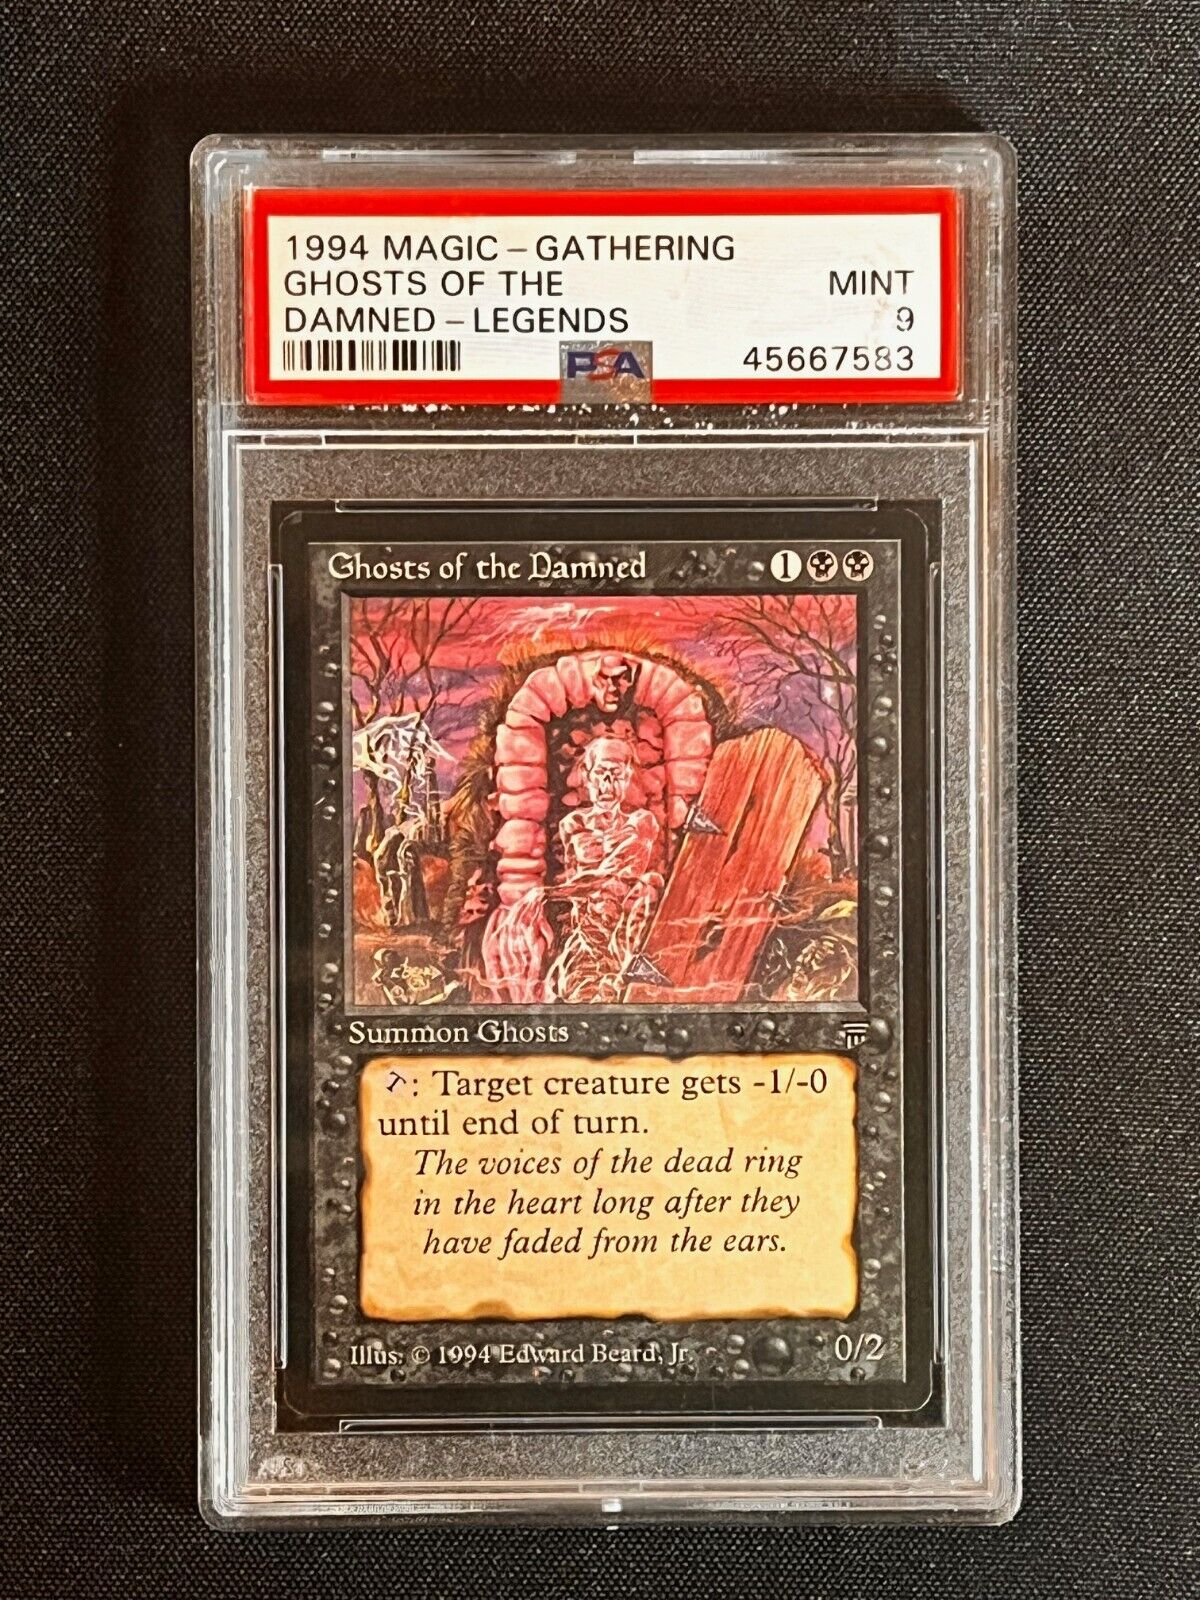 1994 MAGIC – GATHERING
GHOSTS OF THE MINT
DAMNED – LEGENDS 9
PSA 45667583
Ghosts of the Damned 1
E BEARD
Summon Ghosts
T: Target creature gets -1/-0
until end of turn.
The voices of the dead ring
in the heart long after they
have faded from the ears.
Illus. © 1994 Edward Beard, Jr. 0/2